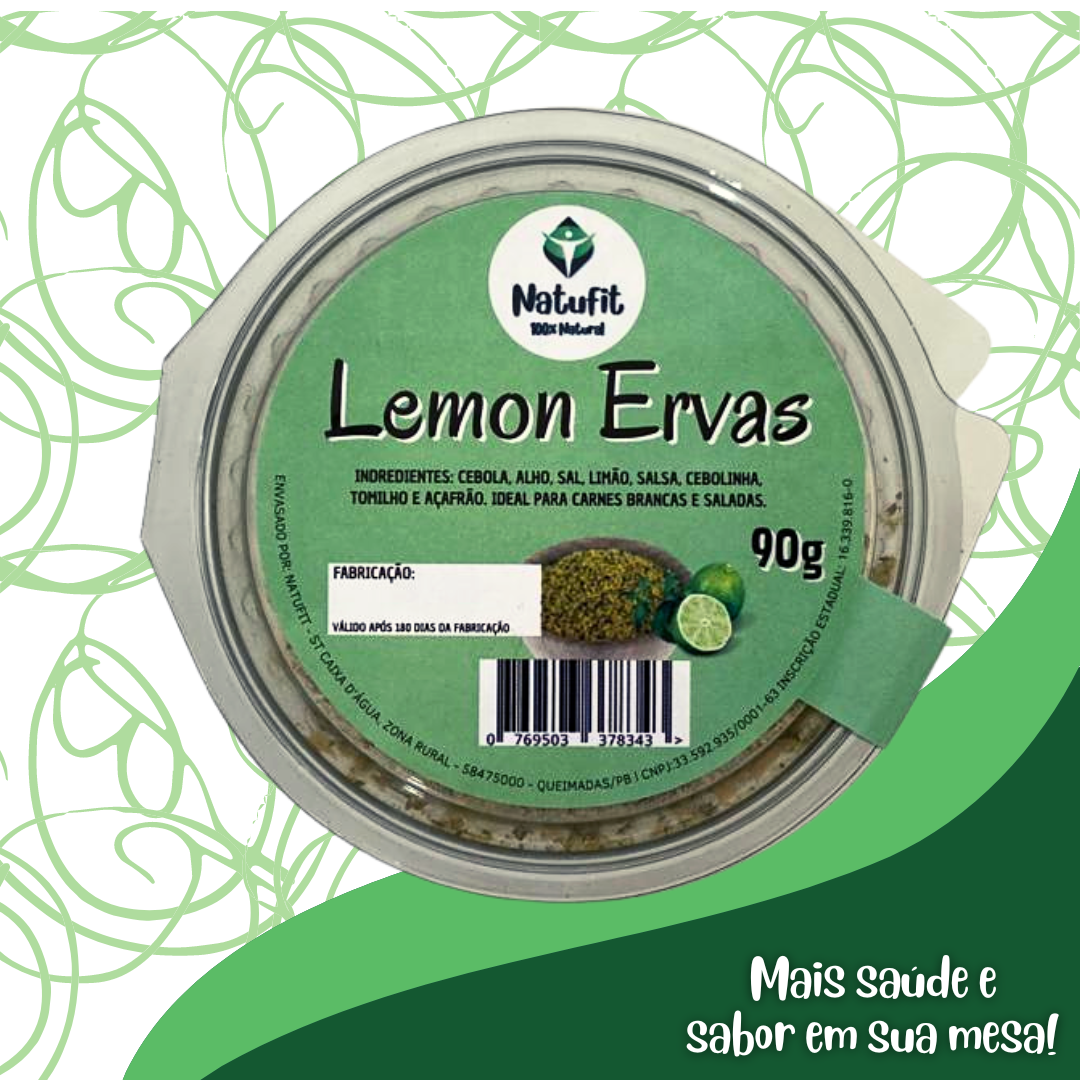 Natufit
100% Natural
Lemon Ervas
INDREDIENTES: CEBOLA, ALHO, SAL, LIMÃO, SALSA, CEBOLINHA,
TOMILHO E AÇAFRÃO. IDEAL PARA CARNES BRANCAS E SALADAS.
90g
FABRICAÇÃO:
VÁLIDO APÓS 180 DIAS DA FABRICAÇÃO
0 769503 378343 >
ENVASADO POR: NATUFIT - ST CAIXA D'ÁGUA, ZONA RURAL - 58475000 - QUEIMADAS/PB | CNPJ:33.592.935/0001-63 INSCRIÇÃO ESTADUAL: 16.339.816-0
Mais saúde e
sabor em sua mesa!